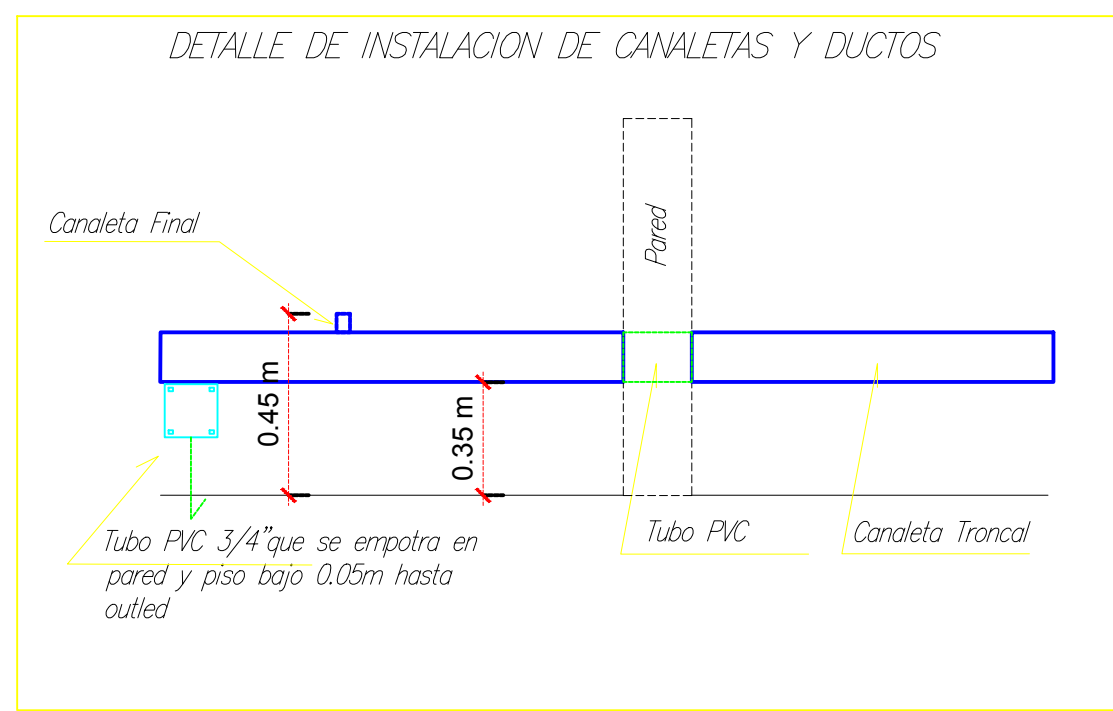 DETALLE DE INSTALACION DE CANALETAS Y DUCTOS
Pared
Canaleta Final
0.45 m
0.35 m
Tubo PVC 3/4"que se empotra en
pared y piso bajo 0.05m hasta
outled
Tubo PVC
Canaleta Troncal